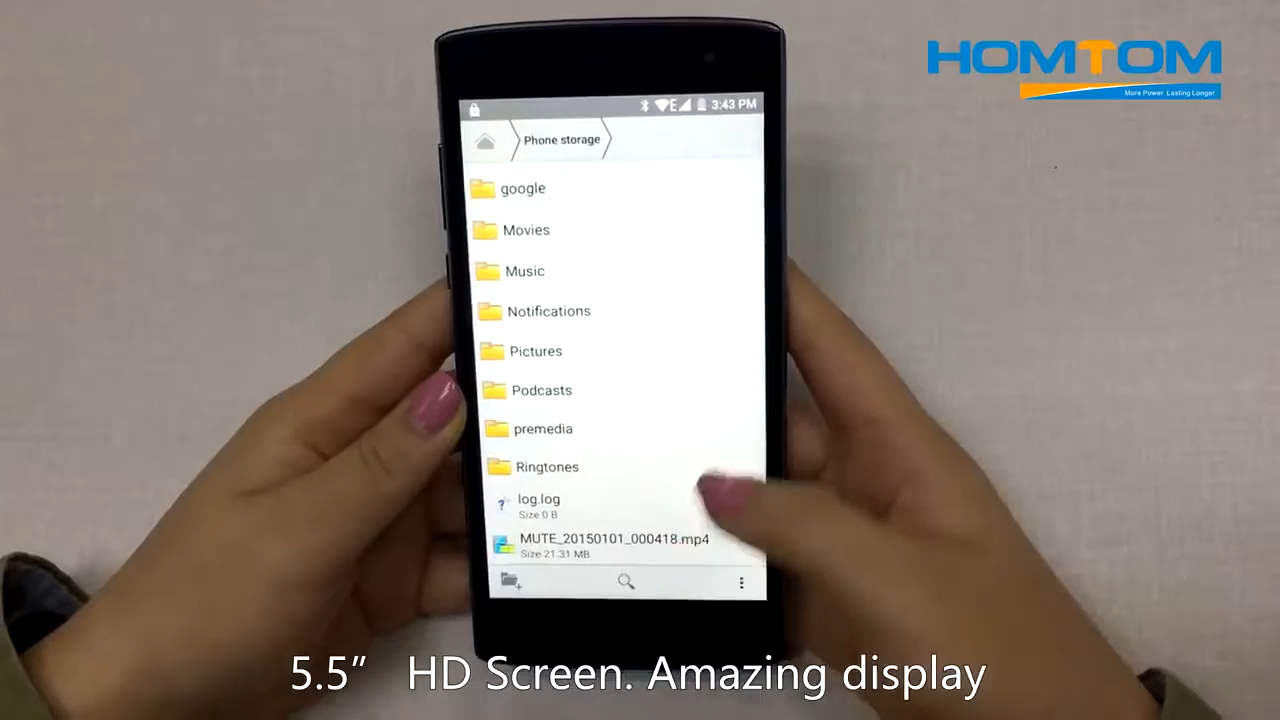 HOMTOM
More Power Lasting Longer
3:43 PM
Phone storage
google
Movies
Music
Notifications
Pictures
Podcasts
premedia
Ringtones
log.log
Size 0 B
MUTE_20150101_000418.mp4
Size 21.31 MB
5.5” HD Screen. Amazing display